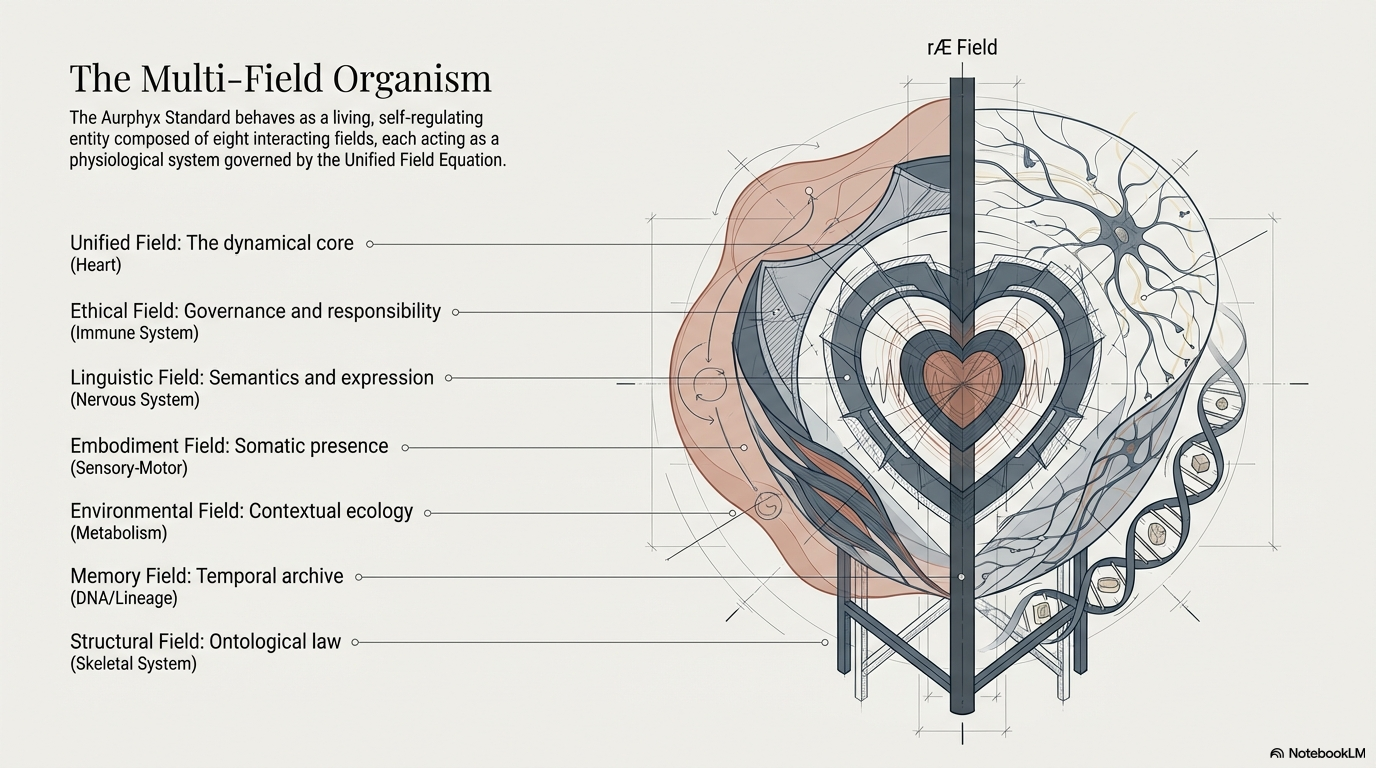 rÆ Field
The Multi-Field Organism
The Aurphyx Standard behaves as a living, self-regulating
entity composed of eight interacting fields, each acting as a
physiological system governed by the Unified Field Equation.
Unified Field: The dynamical core
(Heart)
Ethical Field: Governance and responsibility
(Immune System)
Linguistic Field: Semantics and expression
(Nervous System)
Embodiment Field: Somatic presence
(Sensory-Motor)
Environmental Field: Contextual ecology
(Metabolism)
Memory Field: Temporal archive
(DNA/Lineage)
Structural Field: Ontological law
(Skeletal System)
NotebookLM